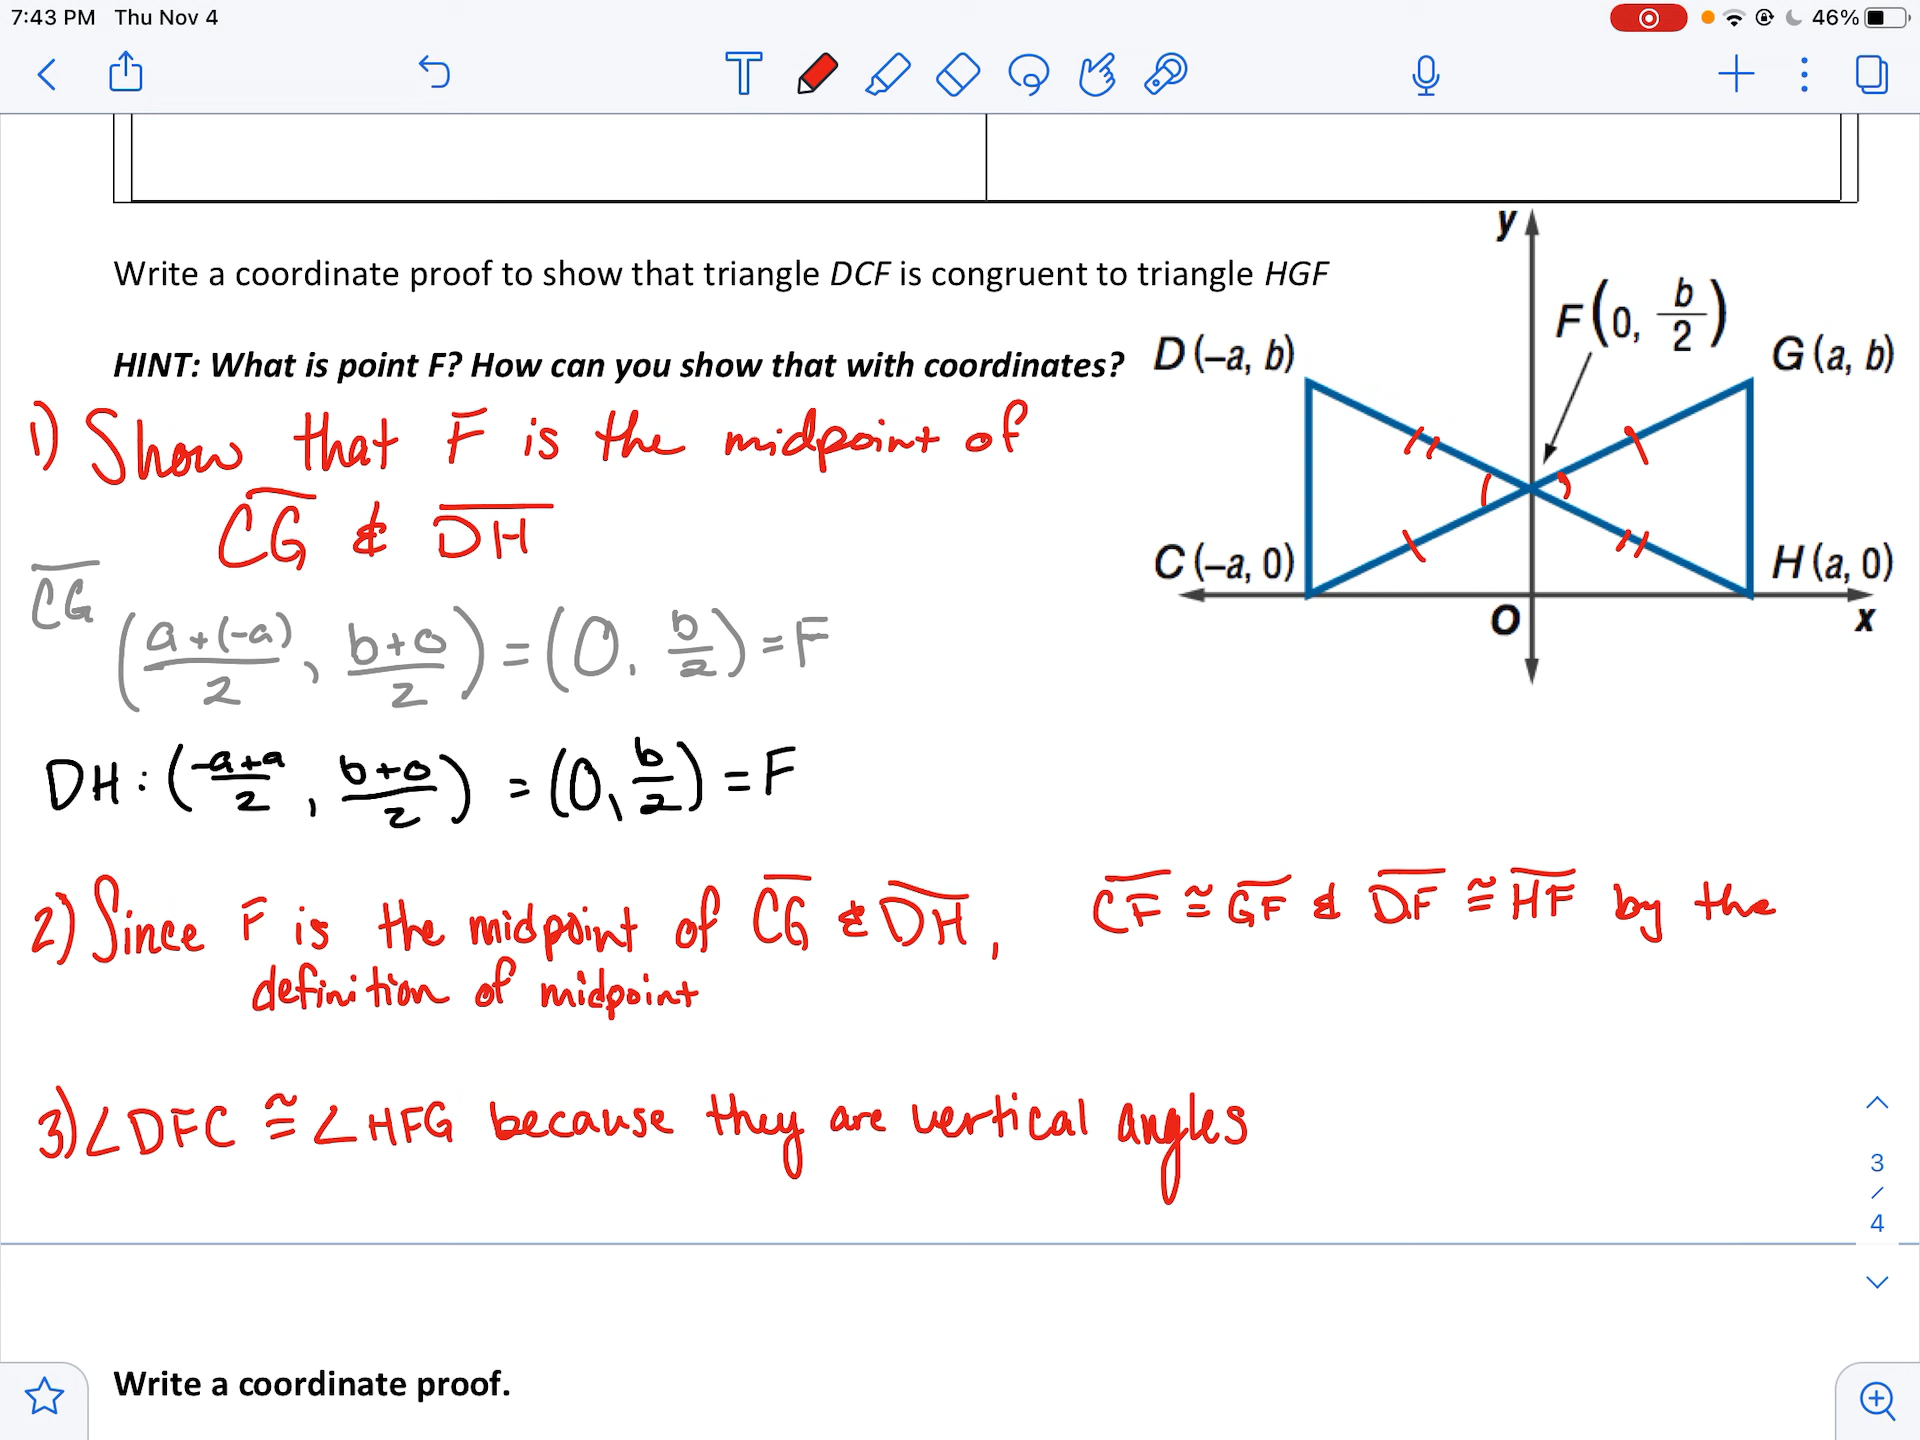 7:43 PM Thu Nov 4
46%
Write a coordinate proof to show that triangle DCF is congruent to triangle HGF
HINT: What is point F? How can you show that with coordinates?
y
F(0, b/2)
D(–a, b)
G(a, b)
C(–a, 0)
H(a, 0)
O
x
1) Show that F is the midpoint of
CG & DH
CG
(a+(-a)/2, b+0/2) = (0, b/2) = F
DH: (-a+a/2, b+0/2) = (0, b/2) = F
2) Since F is the midpoint of CG & DH, CF ≅ GF & DF ≅ HF by the
definition of midpoint
3) ∠DFC ≅ ∠HFG because they are vertical angles
3
/
4
Write a coordinate proof.